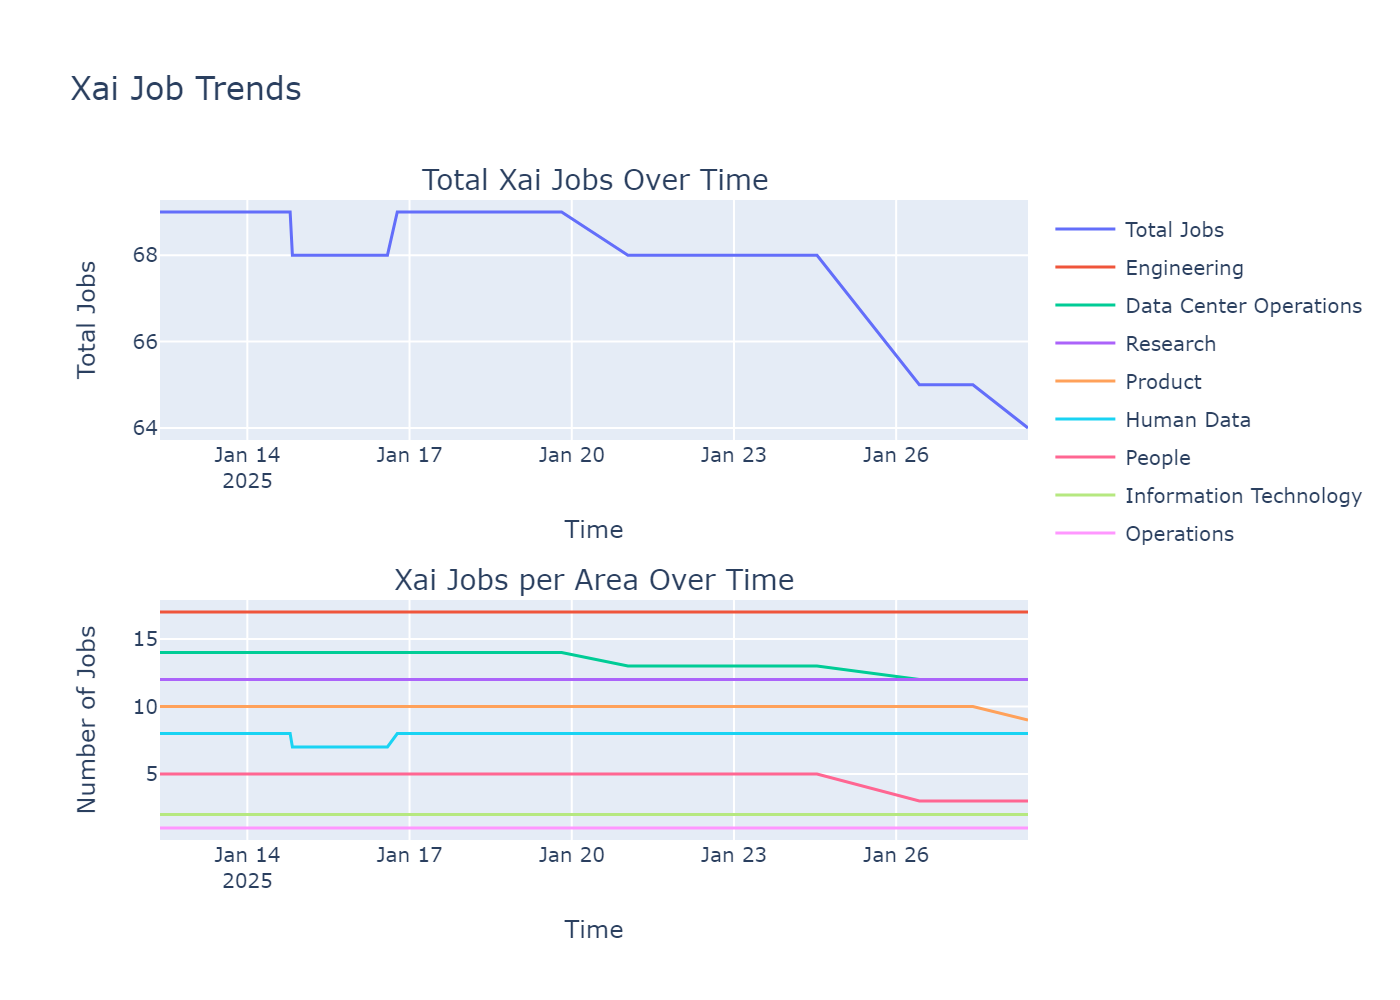 Xai Job Trends
Total Xai Jobs Over Time
Total Jobs
68
66
64
Jan 14
2025
Jan 17
Jan 20
Jan 23
Jan 26
Time
Total Jobs
Engineering
Data Center Operations
Research
Product
Human Data
People
Information Technology
Operations
Xai Jobs per Area Over Time
Number of Jobs
15
10
5
Jan 14
2025
Jan 17
Jan 20
Jan 23
Jan 26
Time